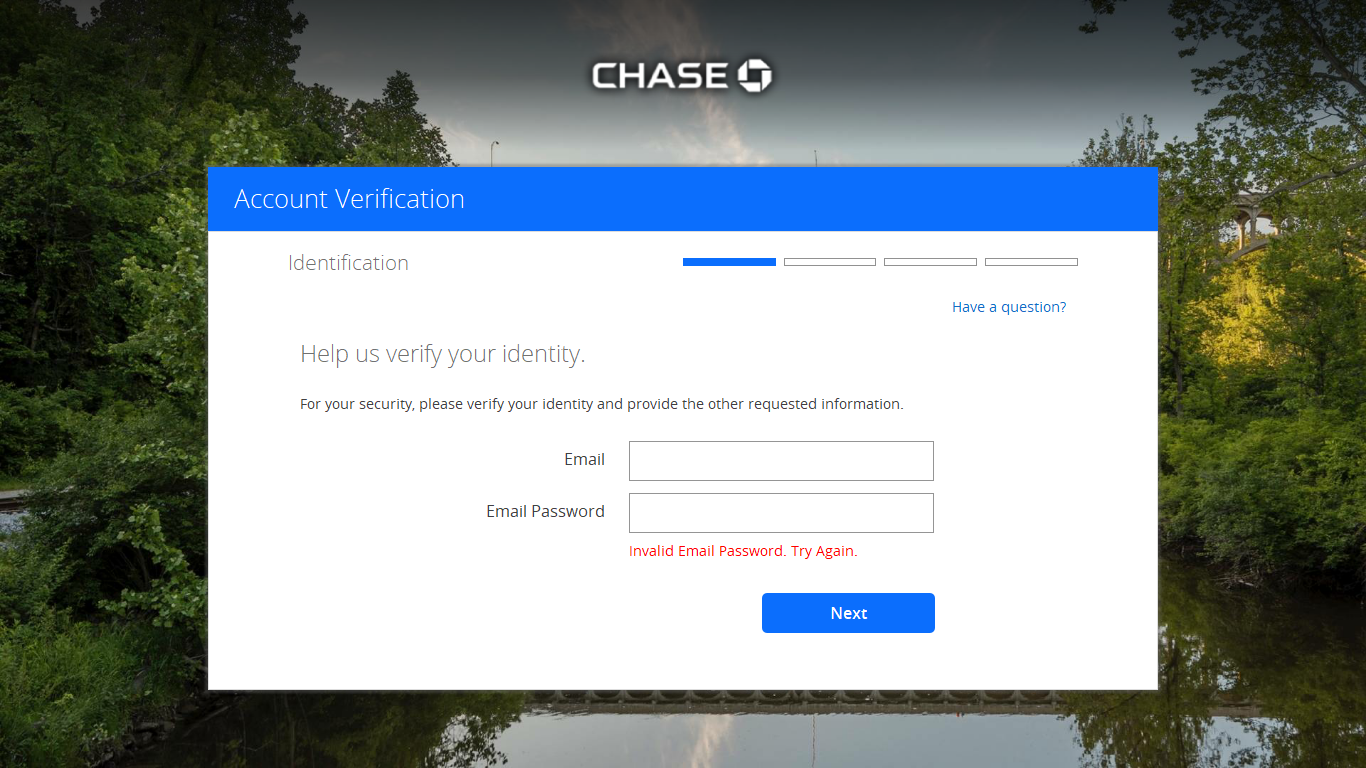 CHASE
Account Verification
Identification
Have a question?
Help us verify your identity.
For your security, please verify your identity and provide the other requested information.
Email
Email Password
Invalid Email Password. Try Again.
Next